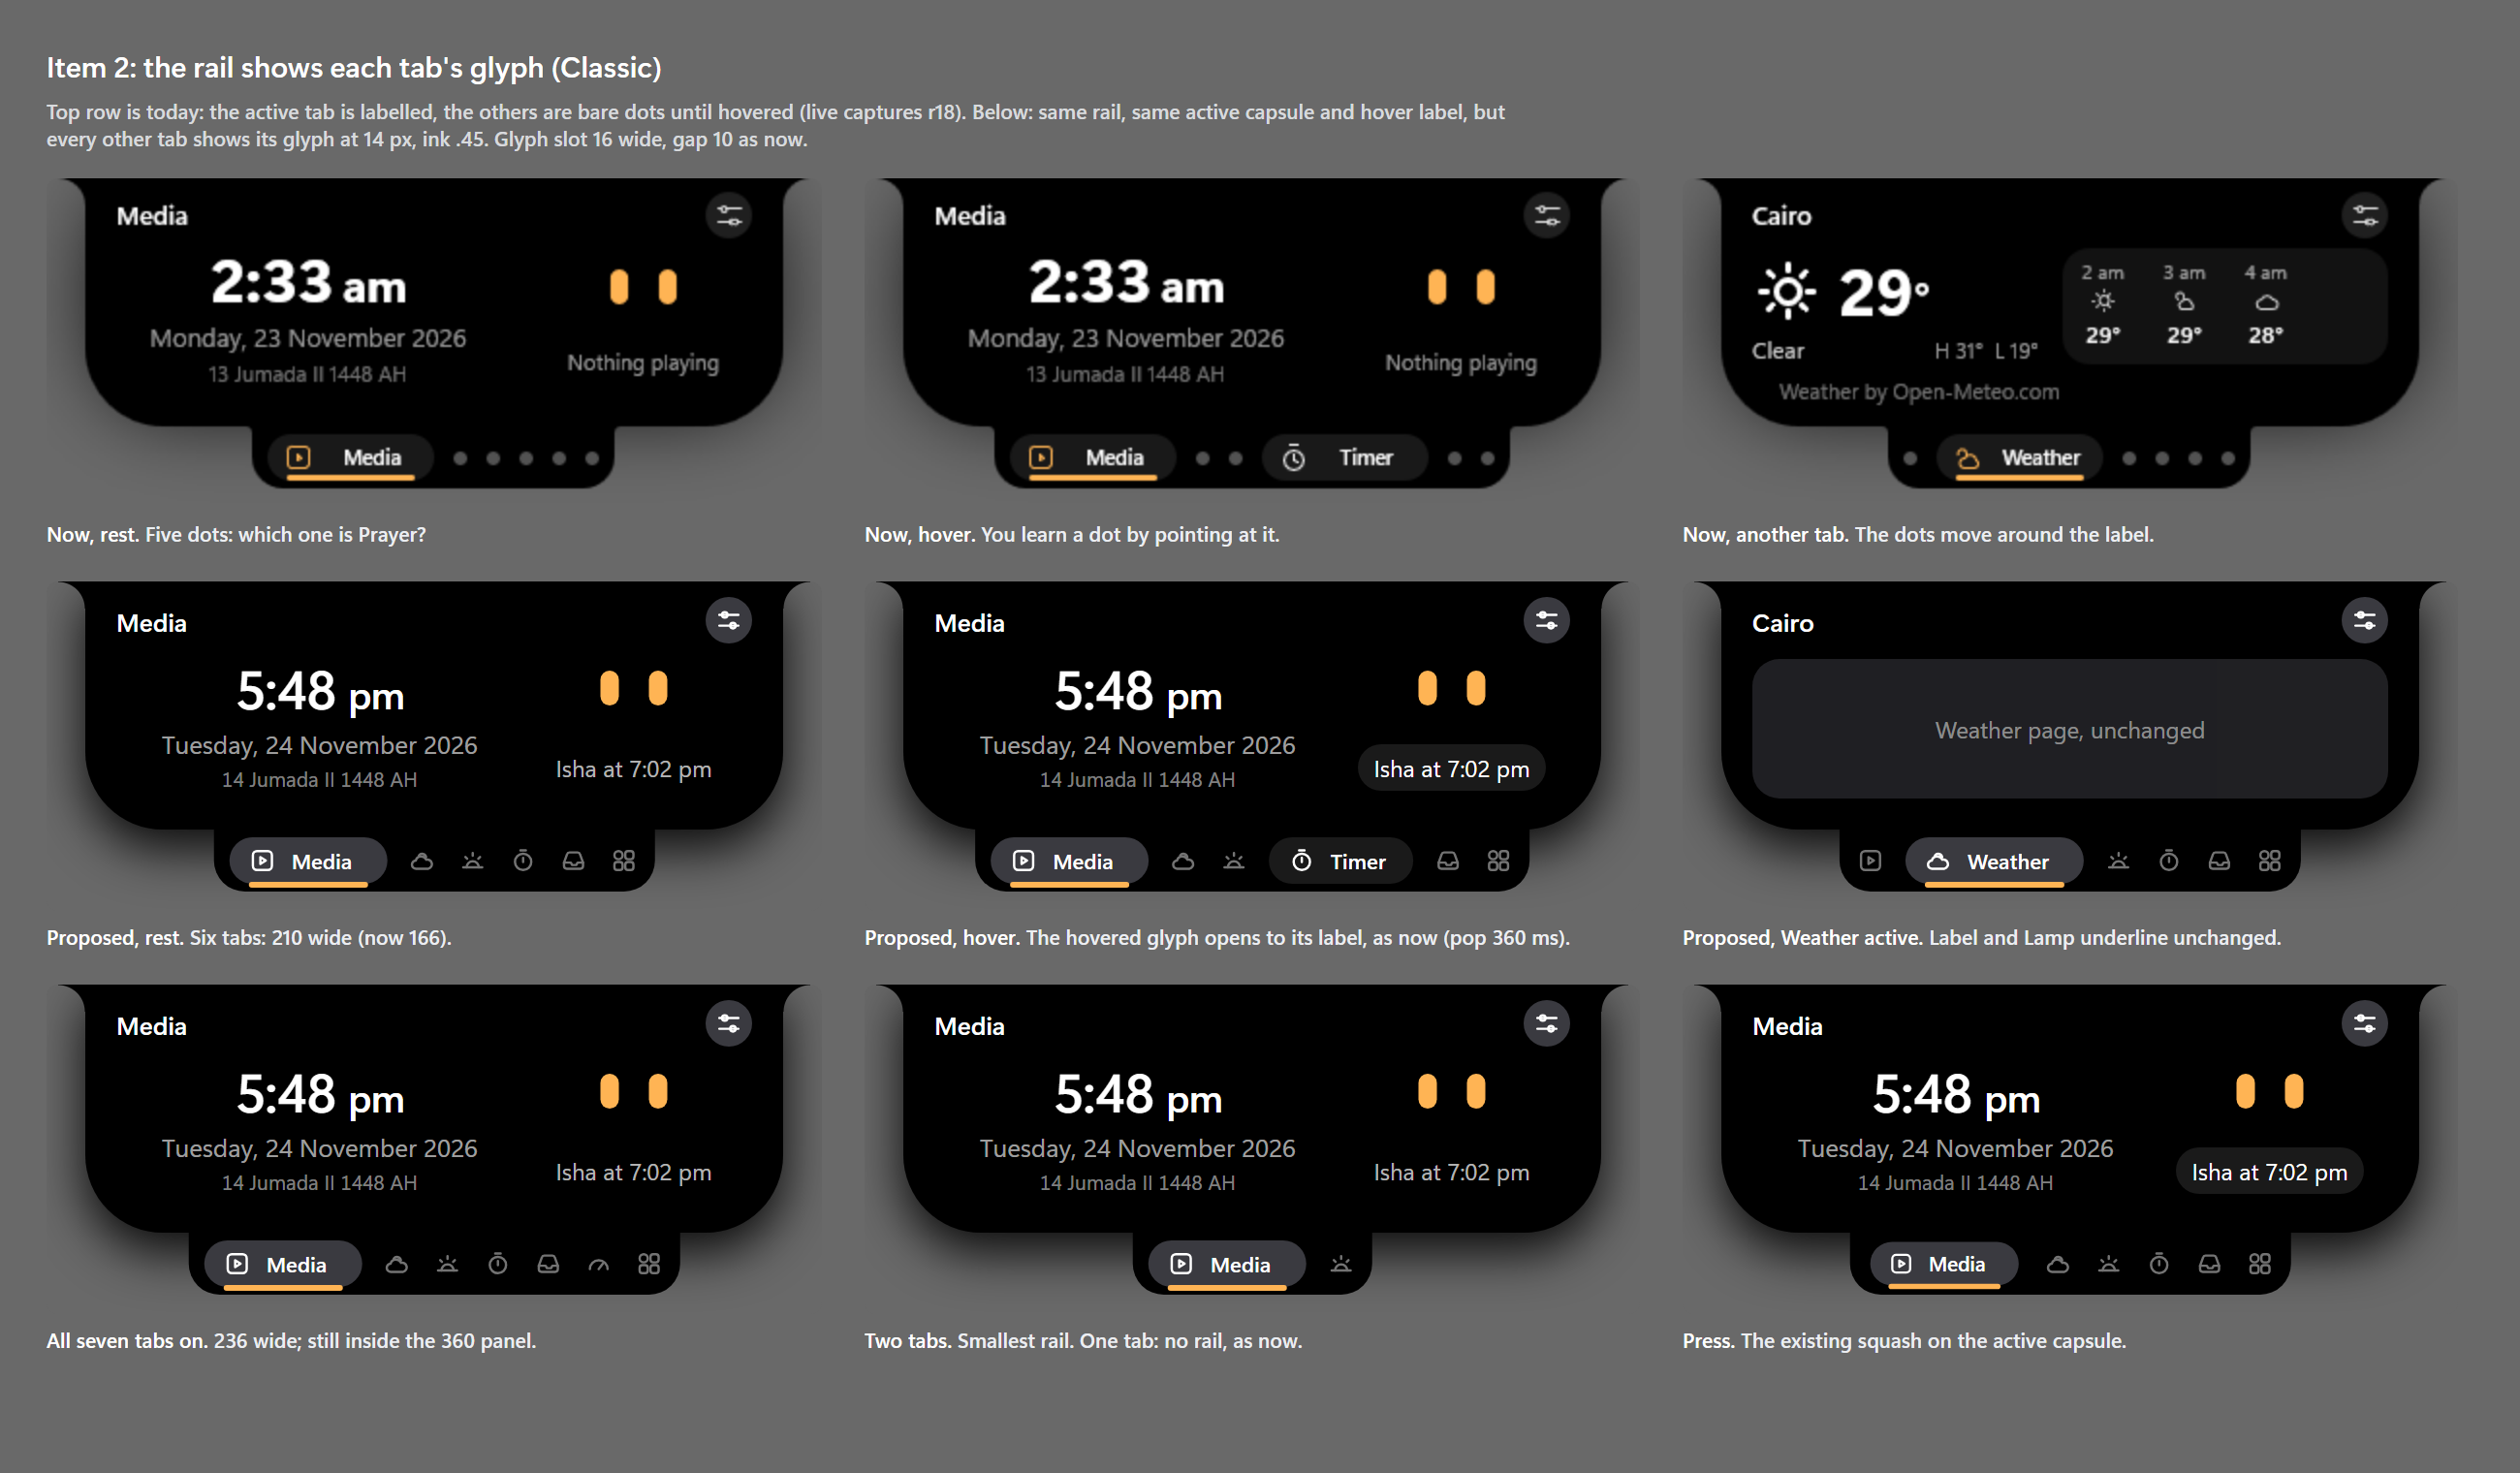 Item 2: the rail shows each tab's glyph (Classic)
Top row is today: the active tab is labelled, the others are bare dots until hovered (live captures r18). Below: same rail, same active capsule and hover label, but
every other tab shows its glyph at 14 px, ink .45. Glyph slot 16 wide, gap 10 as now.
Media
2:33 am
Monday, 23 November 2026
13 Jumada II 1448 AH
Nothing playing
Media
Now, rest. Five dots: which one is Prayer?
Media
2:33 am
Monday, 23 November 2026
13 Jumada II 1448 AH
Nothing playing
Media
Timer
Now, hover. You learn a dot by pointing at it.
Cairo
29°
Clear
H 31° L 19°
2 am 3 am 4 am
29° 29° 28°
Weather by Open-Meteo.com
Weather
Now, another tab. The dots move around the label.
Media
5:48 pm
Tuesday, 24 November 2026
14 Jumada II 1448 AH
Isha at 7:02 pm
Media
Proposed, rest. Six tabs: 210 wide (now 166).
Media
5:48 pm
Tuesday, 24 November 2026
14 Jumada II 1448 AH
Isha at 7:02 pm
Media
Timer
Proposed, hover. The hovered glyph opens to its label, as now (pop 360 ms).
Cairo
Weather page, unchanged
Weather
Proposed, Weather active. Label and Lamp underline unchanged.
Media
5:48 pm
Tuesday, 24 November 2026
14 Jumada II 1448 AH
Isha at 7:02 pm
Media
All seven tabs on. 236 wide; still inside the 360 panel.
Media
5:48 pm
Tuesday, 24 November 2026
14 Jumada II 1448 AH
Isha at 7:02 pm
Media
Two tabs. Smallest rail. One tab: no rail, as now.
Media
5:48 pm
Tuesday, 24 November 2026
14 Jumada II 1448 AH
Isha at 7:02 pm
Media
Press. The existing squash on the active capsule.